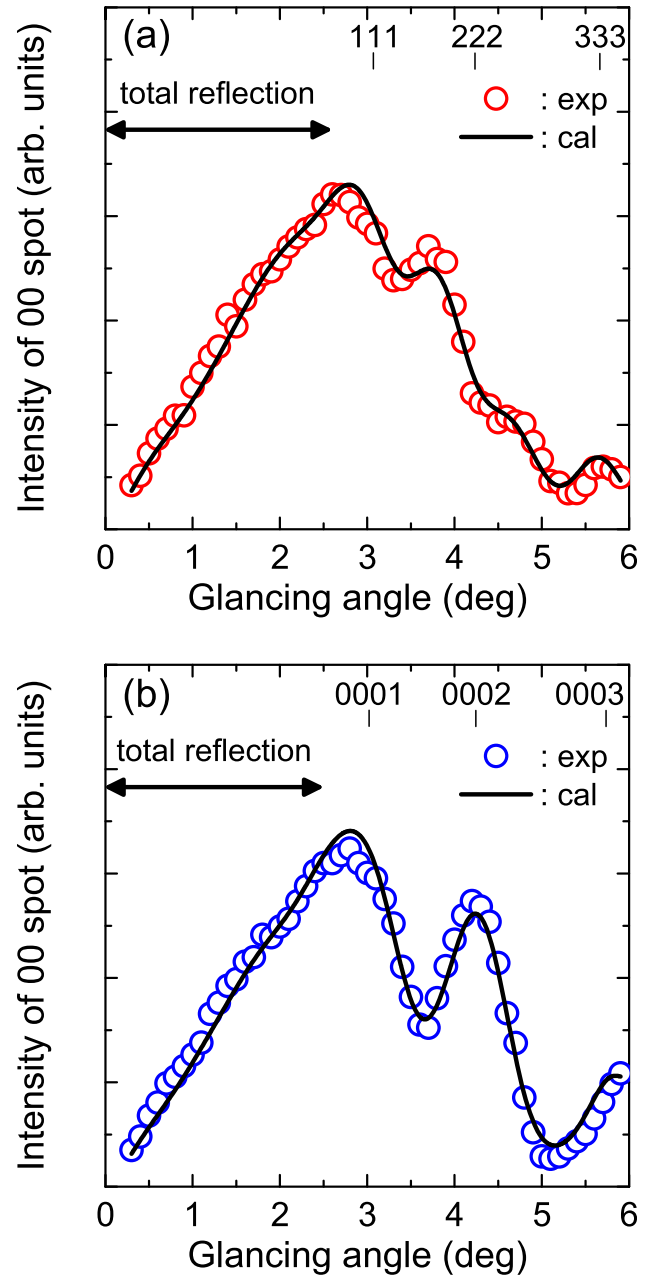 (a)
111 222 333
total reflection
: exp
: cal
Intensity of 00 spot (arb. units)
0 1 2 3 4 5 6
Glancing angle (deg)
(b)
0001 0002 0003
total reflection
: exp
: cal
Intensity of 00 spot (arb. units)
0 1 2 3 4 5 6
Glancing angle (deg)